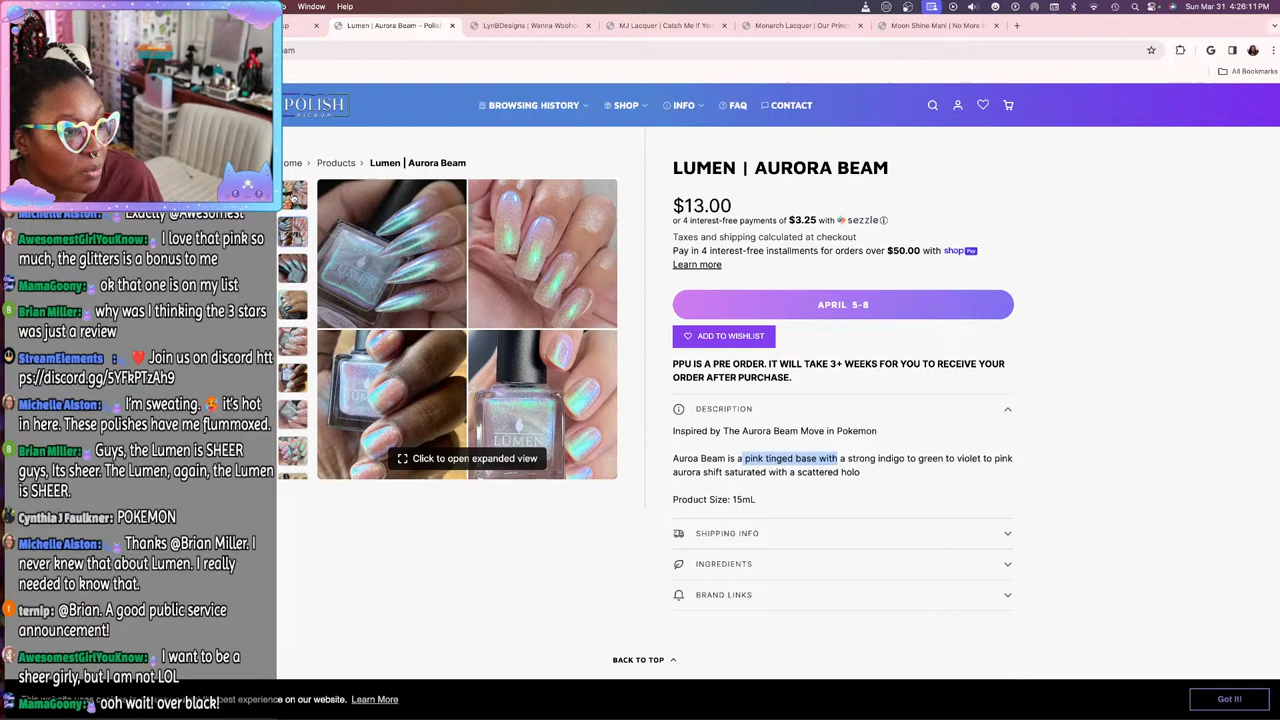 Window Help
Sun Mar 31 4:26:11 PM
Lumen | Aurora Beam – Polish
LynBDesigns | Wanna Wooho
MJ Lacquer | Catch Me If You
Monarch Lacquer | Our Princ
Moon Shine Mani | No More
All Bookmarks
POLISH
PICKUP
BROWSING HISTORY
SHOP
INFO
FAQ
CONTACT
Products > Lumen | Aurora Beam
LUMEN | AURORA BEAM
$13.00
or 4 interest-free payments of $3.25 with sezzle
Taxes and shipping calculated at checkout
Pay in 4 interest-free installments for orders over $50.00 with shop Pay
Learn more
APRIL 5-8
ADD TO WISHLIST
PPU IS A PRE ORDER. IT WILL TAKE 3+ WEEKS FOR YOU TO RECEIVE YOUR
ORDER AFTER PURCHASE.
DESCRIPTION
Inspired by The Aurora Beam Move in Pokemon
Auroa Beam is a pink tinged base with a strong indigo to green to violet to pink
aurora shift saturated with a scattered holo
Product Size: 15mL
SHIPPING INFO
INGREDIENTS
BRAND LINKS
LUMEN
Click to open expanded view
BACK TO TOP
experience on our website. Learn More
Got It!
Michelle Alston: Exactly @Awesomest
AwesomestGirlYouKnow: I love that pink so
much, the glitters is a bonus to me
MamaGoony: ok that one is on my list
Brian Miller: why was I thinking the 3 stars
was just a review
StreamElements : Join us on discord htt
ps://discord.gg/5YFkPTzAh9
Michelle Alston: I'm sweating. 🥵 it's hot
in here. These polishes have me flummoxed.
Brian Miller: Guys, the Lumen is SHEER
guys, Its sheer. The Lumen, again, the Lumen
is SHEER.
Cynthia J Faulkner: POKEMON
Michelle Alston: Thanks @Brian Miller. I
never knew that about Lumen. I really
needed to know that.
ternip: @Brian. A good public service
announcement!
AwesomestGirlYouKnow: I want to be a
sheer girly, but I am not LOL
MamaGoony: ooh wait! over black!